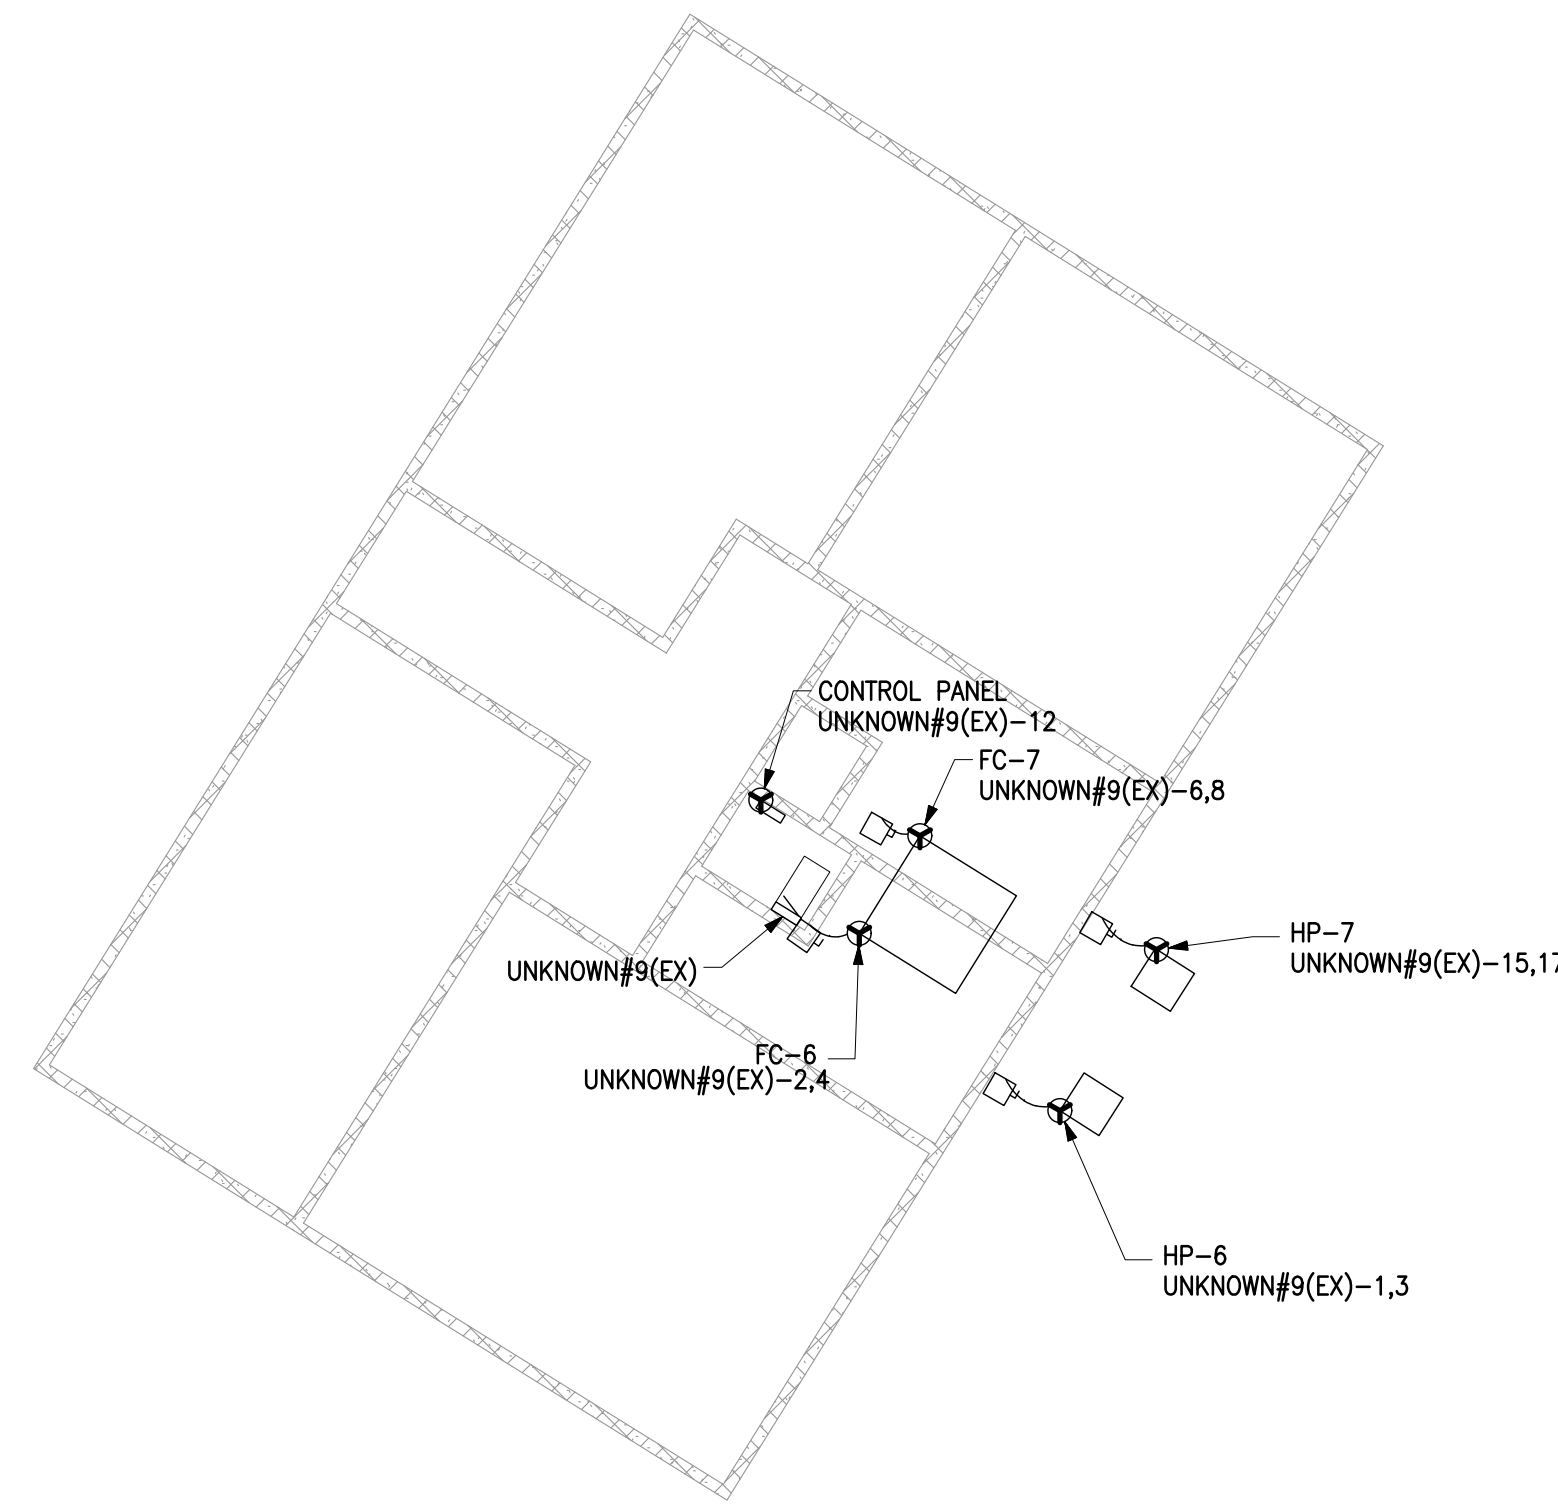 CONTROL PANEL
UNKNOWN#9(EX)-12
FC-7
UNKNOWN#9(EX)-6,8
HP-7
UNKNOWN#9(EX)-15,17
UNKNOWN#9(EX)
FC-6
UNKNOWN#9(EX)-2,4
HP-6
UNKNOWN#9(EX)-1,3